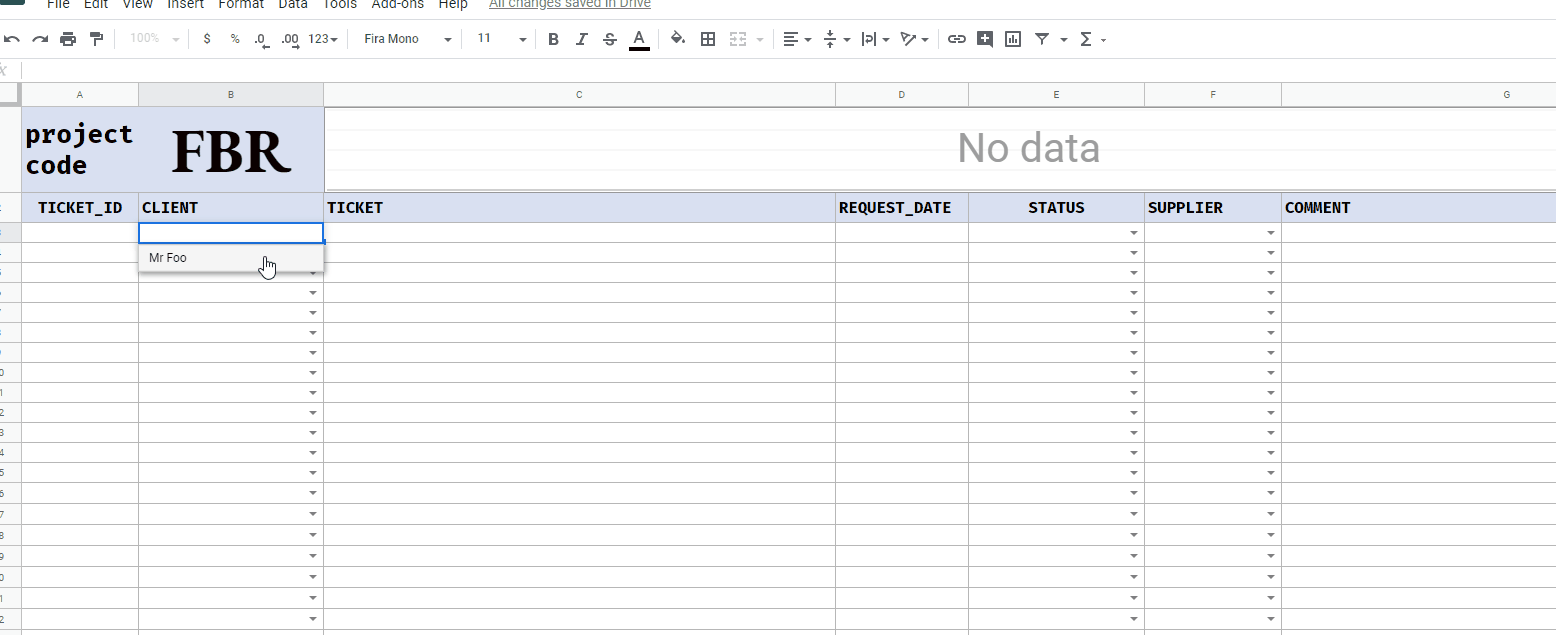 File Edit View Insert Format Data Tools Add-ons Help All changes saved in Drive
100% $ % .0 .00 123 Fira Mono 11 B I S A Σ
A B C D E F G
project code FBR No data
TICKET_ID CLIENT TICKET REQUEST_DATE STATUS SUPPLIER COMMENT
Mr Foo